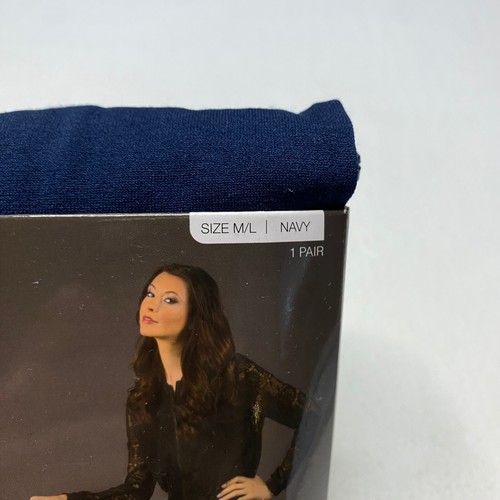 SIZE M/L | NAVY
1 PAIR